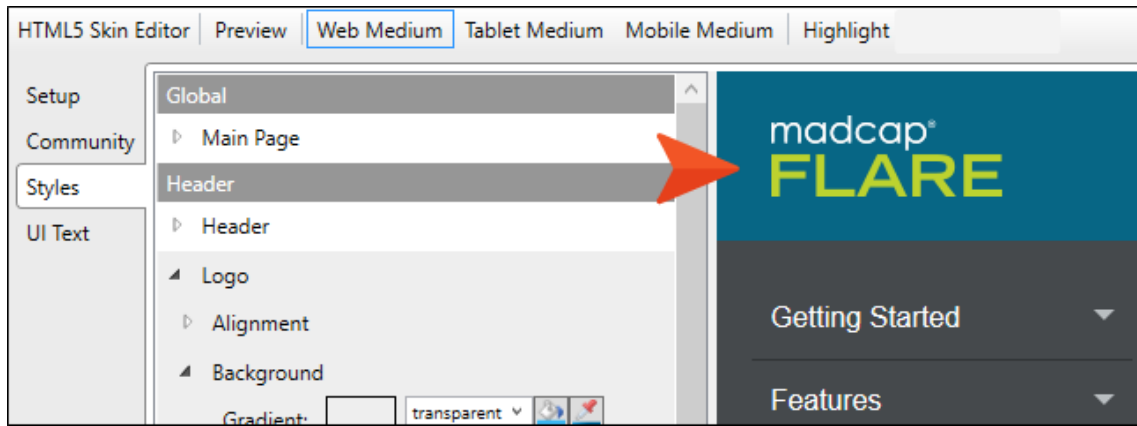 HTML5 Skin Editor Preview Web Medium Tablet Medium Mobile Medium Highlight
Setup
Community
Styles
UI Text
Global
Main Page
Header
Header
Logo
Alignment
Background
Gradient: transparent
madcap®
FLARE
Getting Started
Features